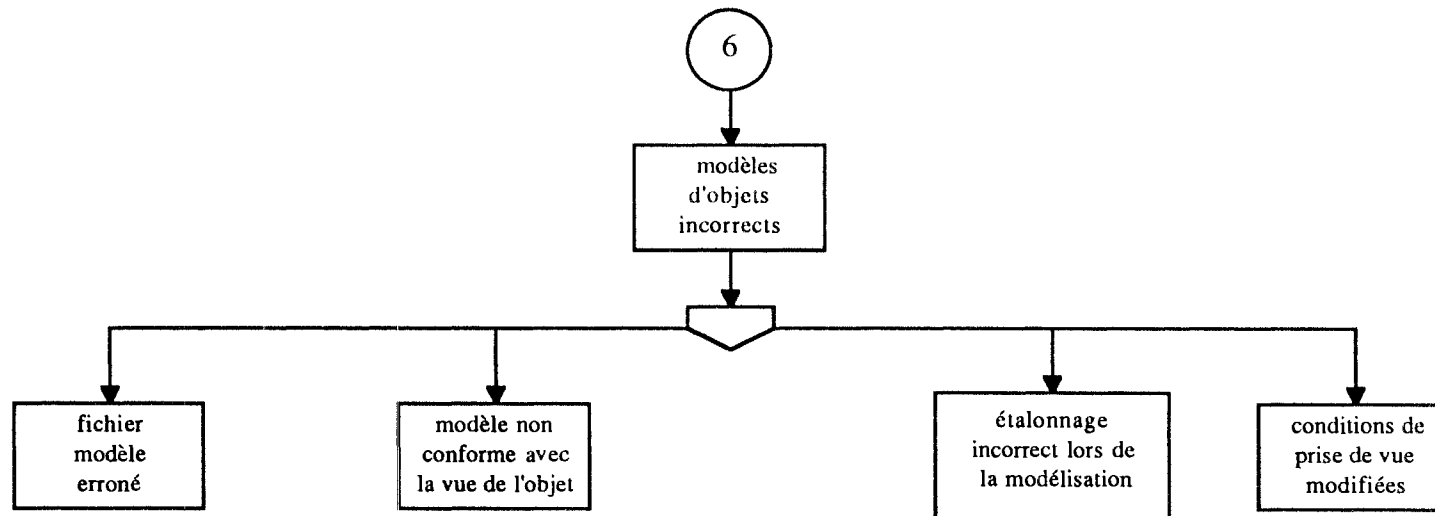 6
modèles
d'objets
incorrects
fichier
modèle
erroné
modèle non
conforme avec
la vue de l'objet
étalonnage
incorrect lors de
la modélisation
conditions de
prise de vue
modifiées